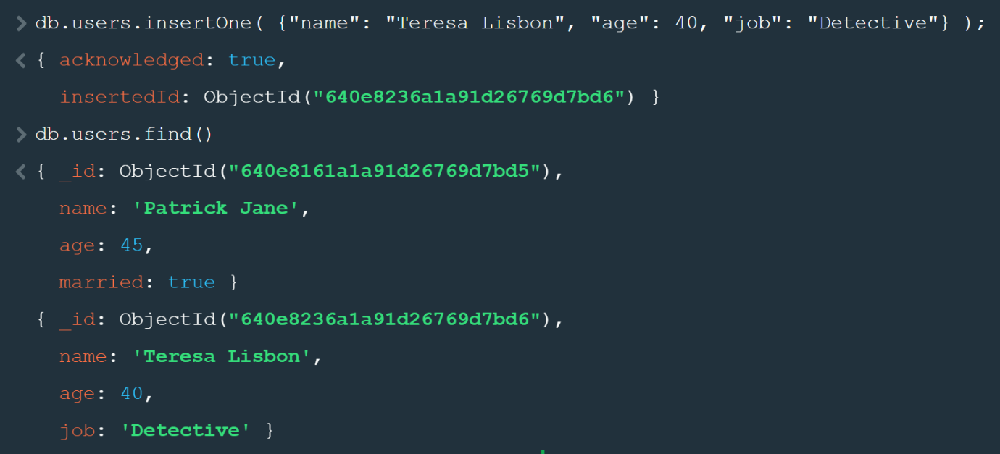 > db.users.insertOne( {"name": "Teresa Lisbon", "age": 40, "job": "Detective"} );
< { acknowledged: true,
insertedId: ObjectId("640e8236a1a91d26769d7bd6") }
> db.users.find()
< { _id: ObjectId("640e8161a1a91d26769d7bd5"),
name: 'Patrick Jane',
age: 45,
married: true }
{ _id: ObjectId("640e8236a1a91d26769d7bd6"),
name: 'Teresa Lisbon',
age: 40,
job: 'Detective' }